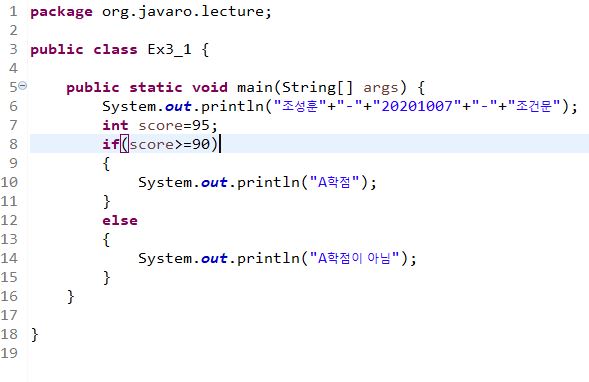 1 package org.javaro.lecture;
2
3 public class Ex3_1 {
4
5 public static void main(String[] args) {
6 System.out.println("조성훈"+"-"+"20201007"+"-"+"조건문");
7 int score=95;
8 if(score>=90)
9 {
10 System.out.println("A학점");
11 }
12 else
13 {
14 System.out.println("A학점이 아님");
15 }
16 }
17
18 }
19